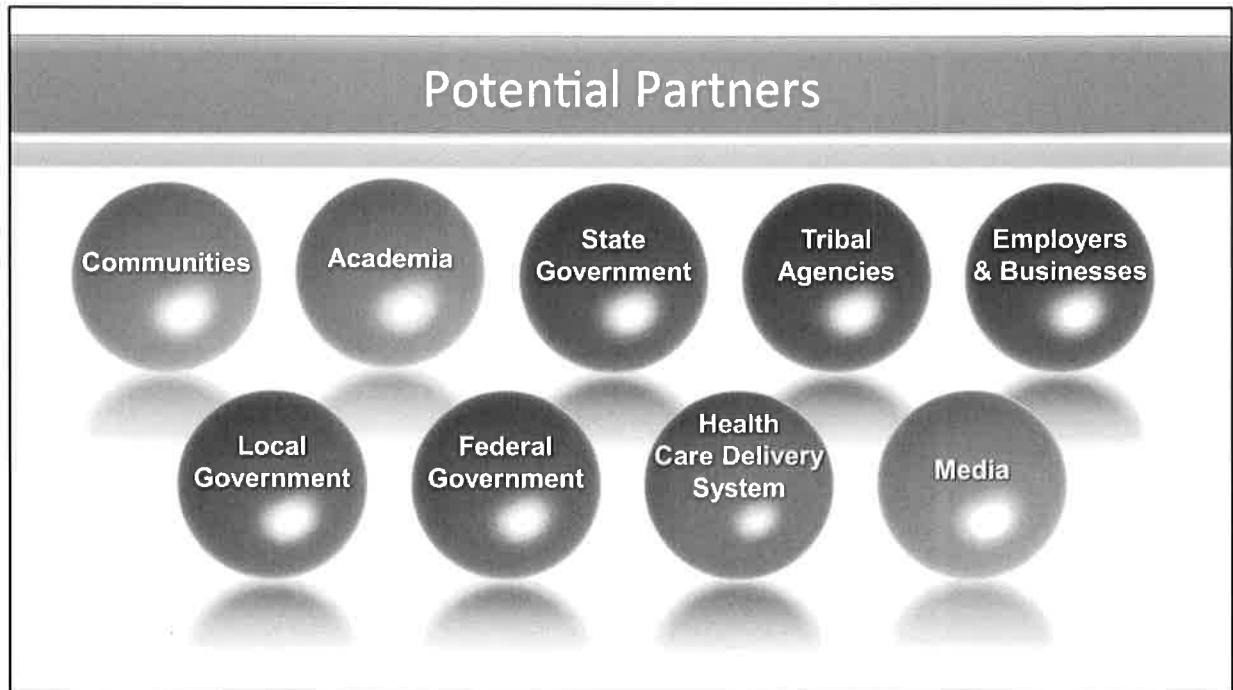 Potential Partners
Communities
Academia
State
Government
Tribal
Agencies
Employers
& Businesses
Local
Government
Federal
Government
Health
Care Delivery
System
Media